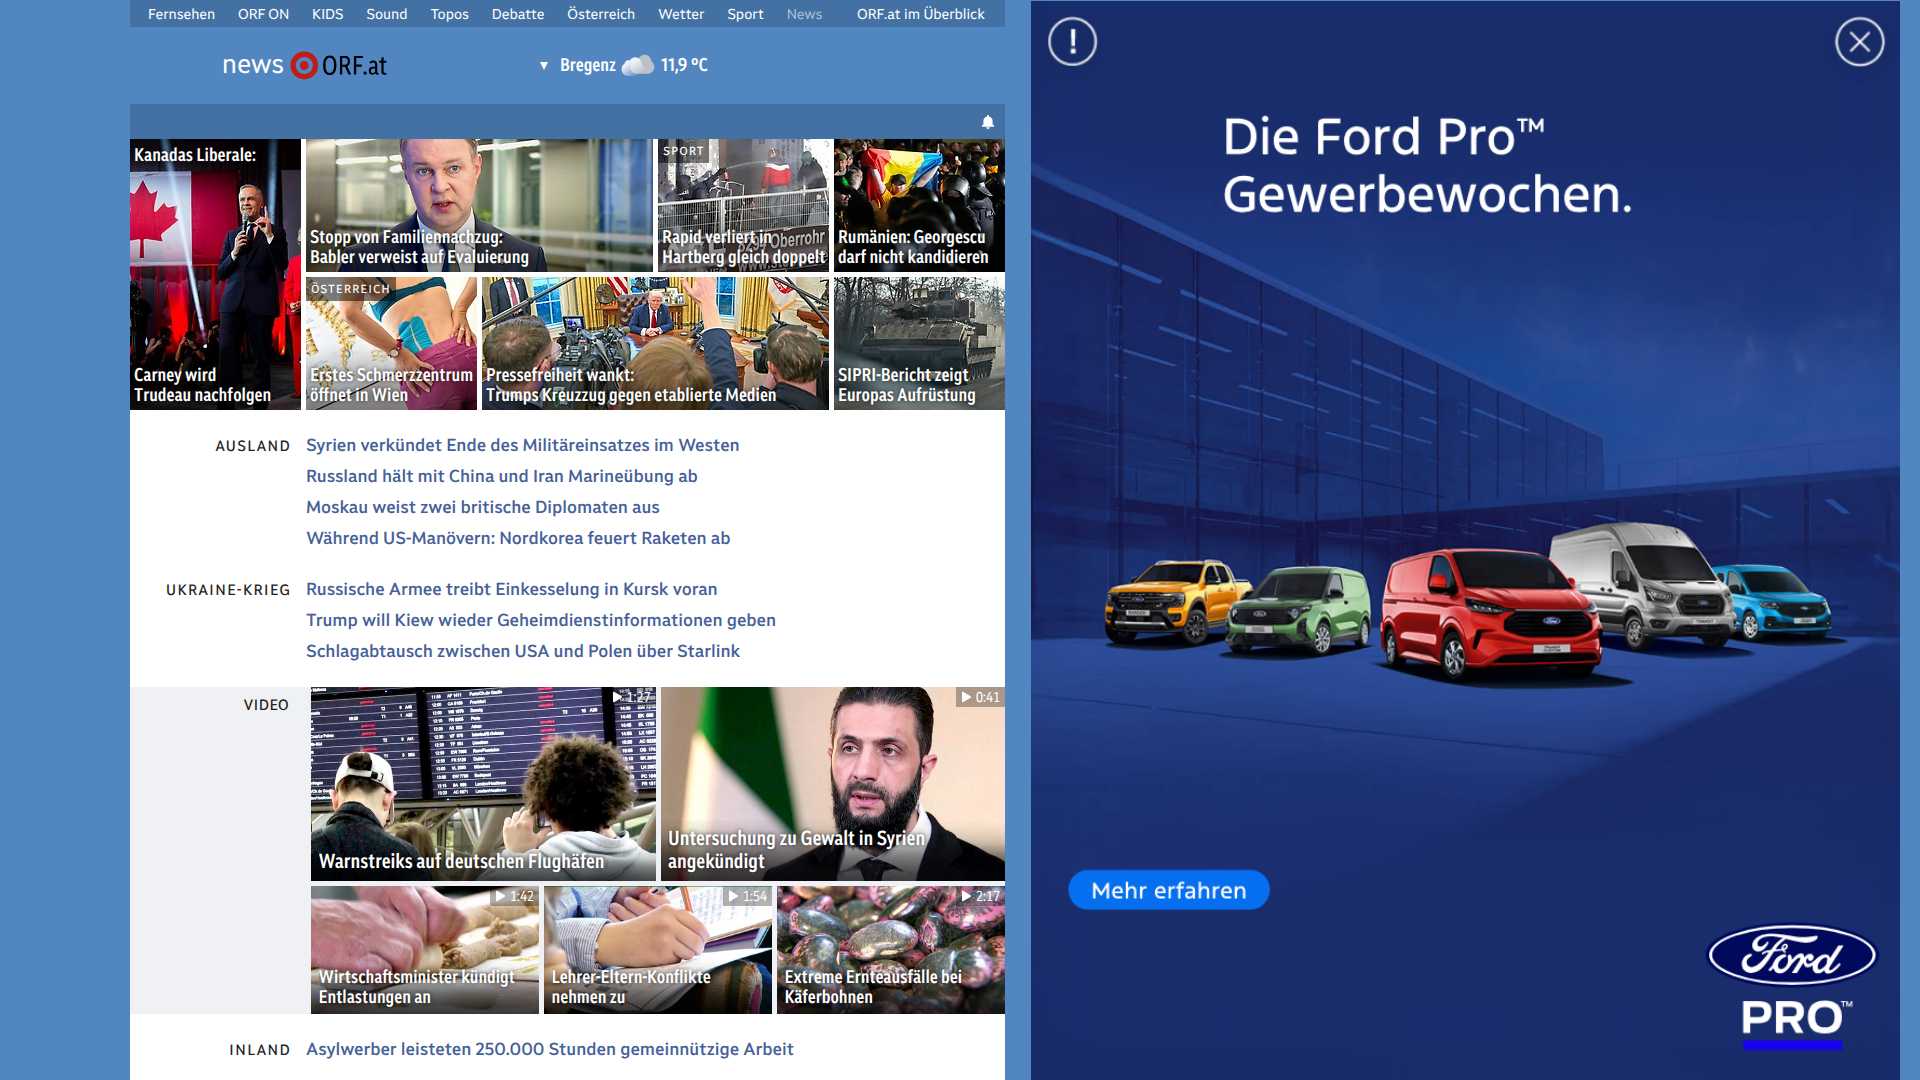 Fernsehen ORF ON KIDS Sound Topos Debatte Österreich Wetter Sport News ORF.at im Überblick
news ORF.at
Bregenz 11,9 °C
Kanadas Liberale:
Carney wird
Trudeau nachfolgen
Stopp von Familiennachzug:
Babler verweist auf Evaluierung
SPORT
Rapid verliert in
Hartberg gleich doppelt
Rumänien: Georgescu
darf nicht kandidieren
ÖSTERREICH
Erstes Schmerzzentrum
öffnet in Wien
Pressefreiheit wankt:
Trumps Kreuzzug gegen etablierte Medien
SIPRI-Bericht zeigt
Europas Aufrüstung
AUSLAND
Syrien verkündet Ende des Militäreinsatzes im Westen
Russland hält mit China und Iran Marineübung ab
Moskau weist zwei britische Diplomaten aus
Während US-Manövern: Nordkorea feuert Raketen ab
UKRAINE-KRIEG
Russische Armee treibt Einkesselung in Kursk voran
Trump will Kiew wieder Geheimdienstinformationen geben
Schlagabtausch zwischen USA und Polen über Starlink
VIDEO
1:27
Warnstreiks auf deutschen Flughäfen
0:41
Untersuchung zu Gewalt in Syrien
angekündigt
1:42
Wirtschaftsminister kündigt
Entlastungen an
1:54
Lehrer-Eltern-Konflikte
nehmen zu
2:17
Extreme Ernteausfälle bei
Käferbohnen
INLAND
Asylwerber leisteten 250.000 Stunden gemeinnützige Arbeit
Die Ford Pro™
Gewerbewochen.
Mehr erfahren
Ford
PRO™